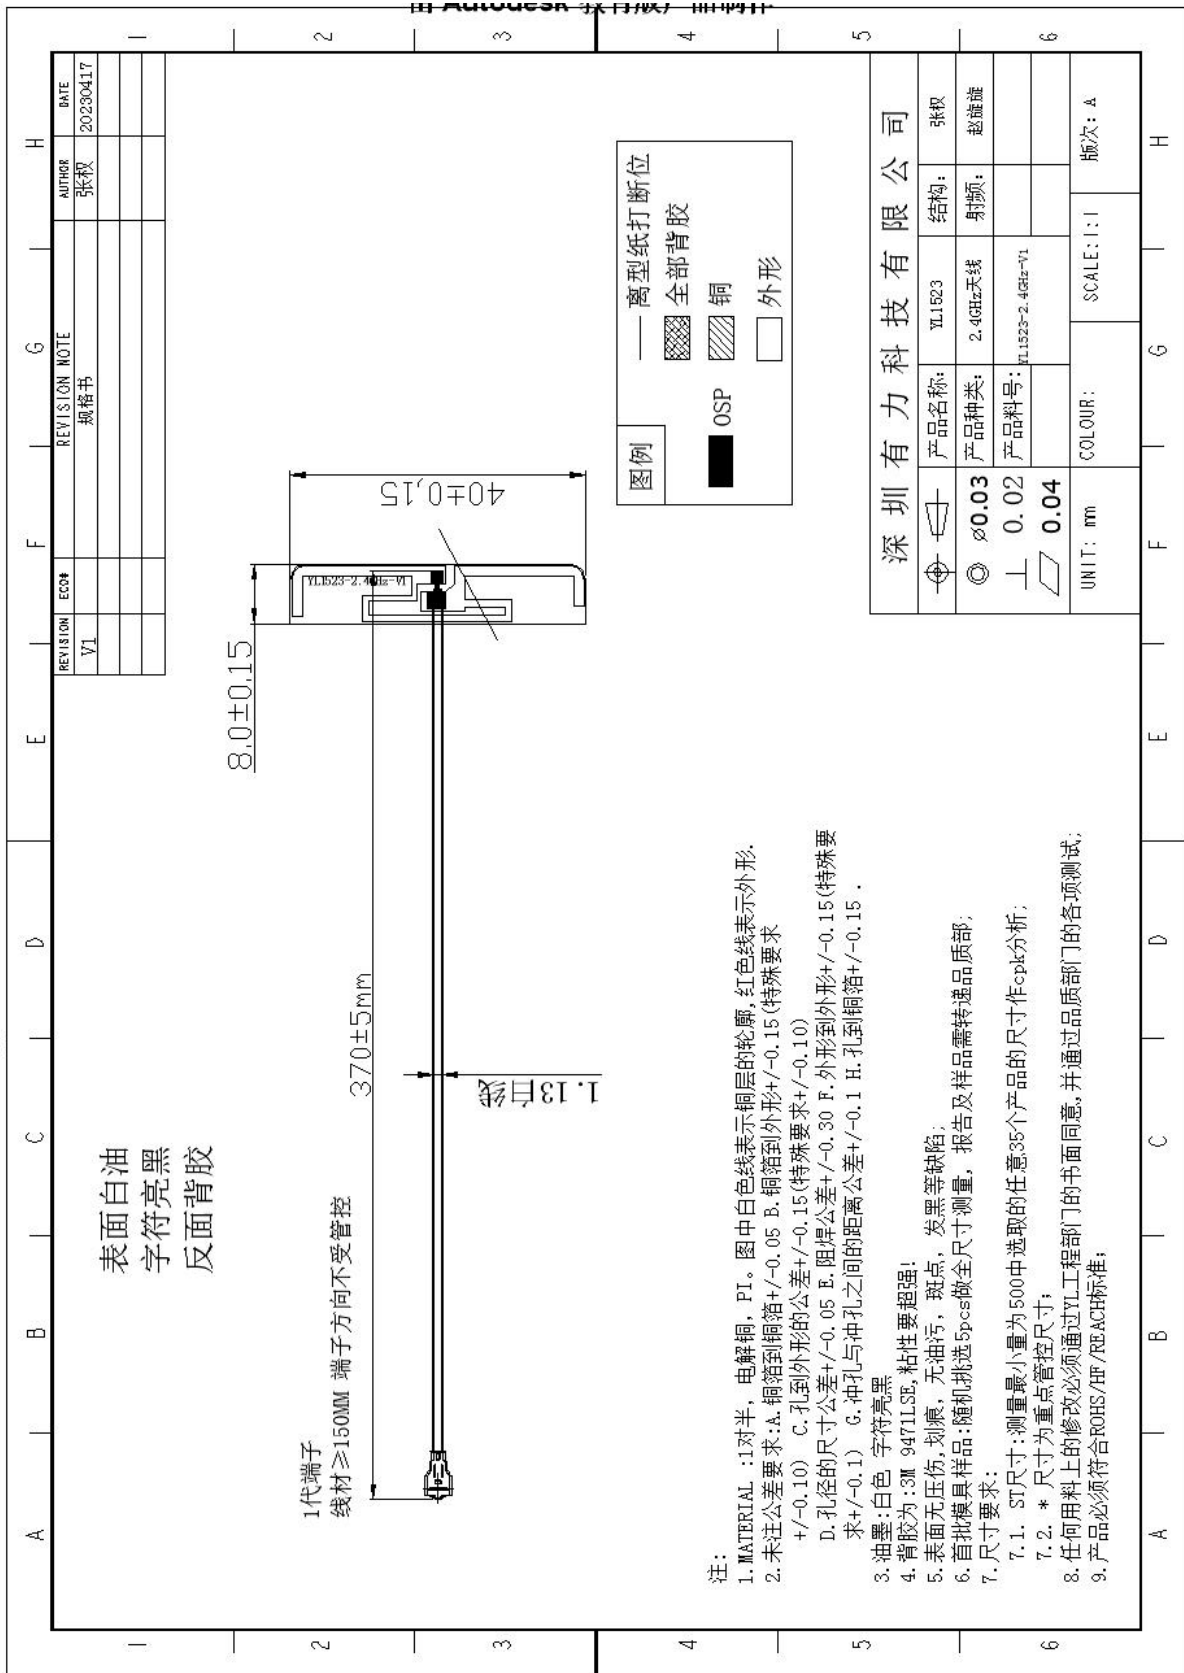 A B C D E F G H
1 2 3 4 5 6
REVISION ECO# REVISION NOTE AUTHOR DATE
V1 规格书 张权 20230417
表面白油
字符亮黑
反面背胶
1代端子
线材≥150MM 端子方向不受管控
370±5mm
1.13白线
8.0±0.15
40±0,15
YL1523-2.4GHz-V1
图例
离型纸打断位
全部背胶
OSP 铜
外形
注:
1.MATERIAL :1对半, 电解铜, PI。图中白色线表示铜层的轮廓, 红色线表示外形.
2.未注公差要求:A.铜箔到铜箔+/-0.05 B.铜箔到外形+/-0.15(特殊要求
+/-0.10) C.孔到外形的公差+/-0.15(特殊要求+/-0.10)
D.孔径的尺寸公差+/-0.05 E.阻焊公差+/-0.30 F.外形到外形+/-0.15(特殊要
求+/-0.1) G.冲孔与冲孔之间的距离公差+/-0.1 H.孔到铜箔+/-0.15 .
3.油墨:白色 字符亮黑
4.背胶为:3M 9471LSE,粘性要超强!
5.表面无压伤,划痕, 无油污, 斑点, 发黑等缺陷;
6.首批模具样品:随机挑选5pcs做全尺寸测量, 报告及样品需转递品质部;
7.尺寸要求:
7.1. ST尺寸:测量最小量为500中选取的任意35个产品的尺寸作cpk分析;
7.2. * 尺寸为重点管控尺寸;
8.任何用料上的修改必须通过YL工程部门的书面同意,并通过品质部门的各项测试;
9.产品必须符合ROHS/HF/REACH标准;
深圳有力科技有限公司
产品名称: YL1523 结构: 张权
⌀0.03 产品种类: 2.4GHz天线 射频: 赵旋旋
0.02 产品料号: YL1523-2.4GHz-V1
0.04
UNIT: mm COLOUR: SCALE:1:1 版次: A
A B C D E F G H
1 2 3 4 5 6